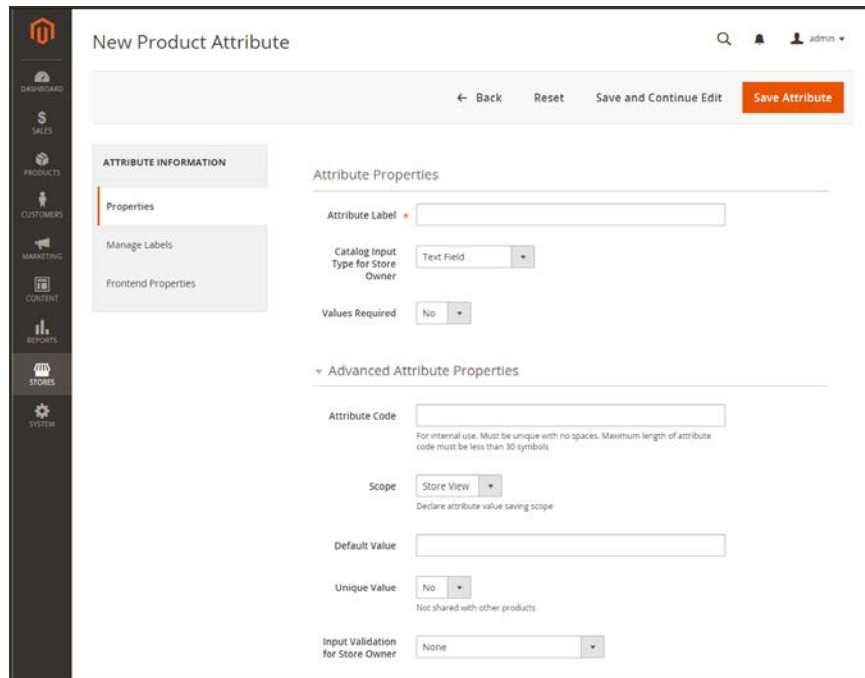 New Product Attribute
admin
DASHBOARD
SALES
PRODUCTS
CUSTOMERS
MARKETING
CONTENT
REPORTS
STORES
SYSTEM
← Back
Reset
Save and Continue Edit
Save Attribute
ATTRIBUTE INFORMATION
Properties
Manage Labels
Frontend Properties
Attribute Properties
Attribute Label *
Catalog Input
Type for Store
Owner
Text Field
Values Required
No
Advanced Attribute Properties
Attribute Code
For internal use. Must be unique with no spaces. Maximum length of attribute
code must be less than 30 symbols
Scope
Store View
Declare attribute value saving scope
Default Value
Unique Value
No
Not shared with other products
Input Validation
for Store Owner
None